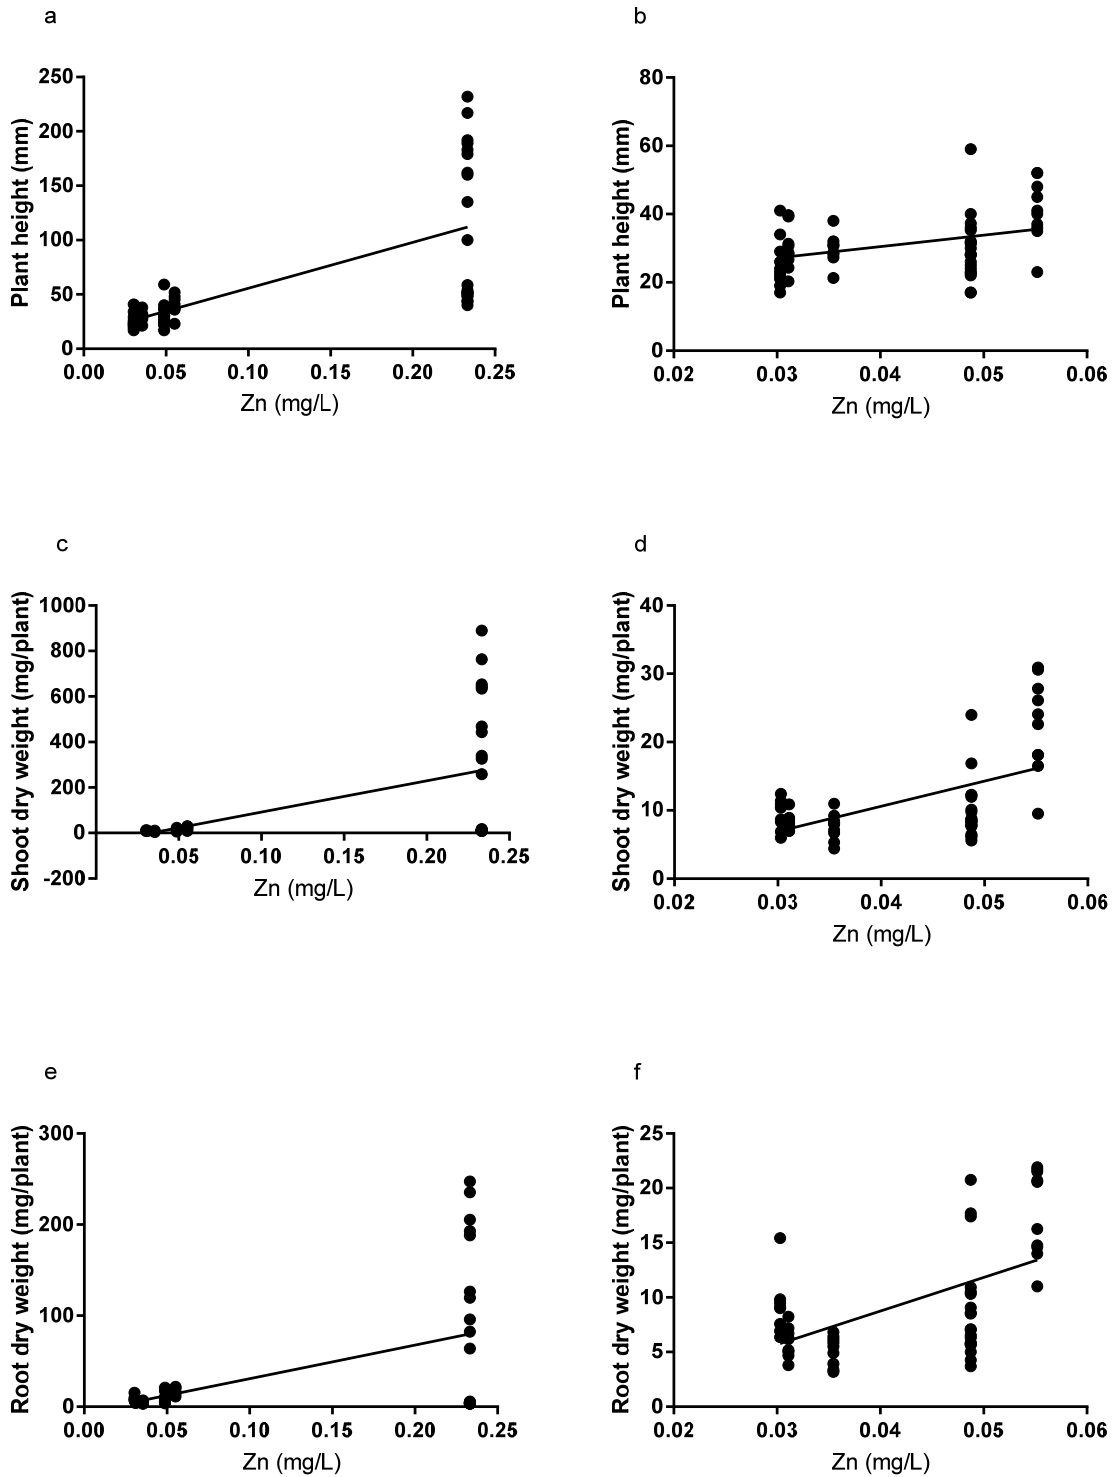 a
250
200
150
100
50
0
Plant height (mm)
0.00 0.05 0.10 0.15 0.20 0.25
Zn (mg/L)
b
80
60
40
20
0
Plant height (mm)
0.02 0.03 0.04 0.05 0.06
Zn (mg/L)
c
1000
800
600
400
200
0
-200
Shoot dry weight (mg/plant)
0.05 0.10 0.15 0.20 0.25
Zn (mg/L)
d
40
30
20
10
0
Shoot dry weight (mg/plant)
0.02 0.03 0.04 0.05 0.06
Zn (mg/L)
e
300
200
100
0
Root dry weight (mg/plant)
0.00 0.05 0.10 0.15 0.20 0.25
Zn (mg/L)
f
25
20
15
10
5
0
Root dry weight (mg/plant)
0.02 0.03 0.04 0.05 0.06
Zn (mg/L)